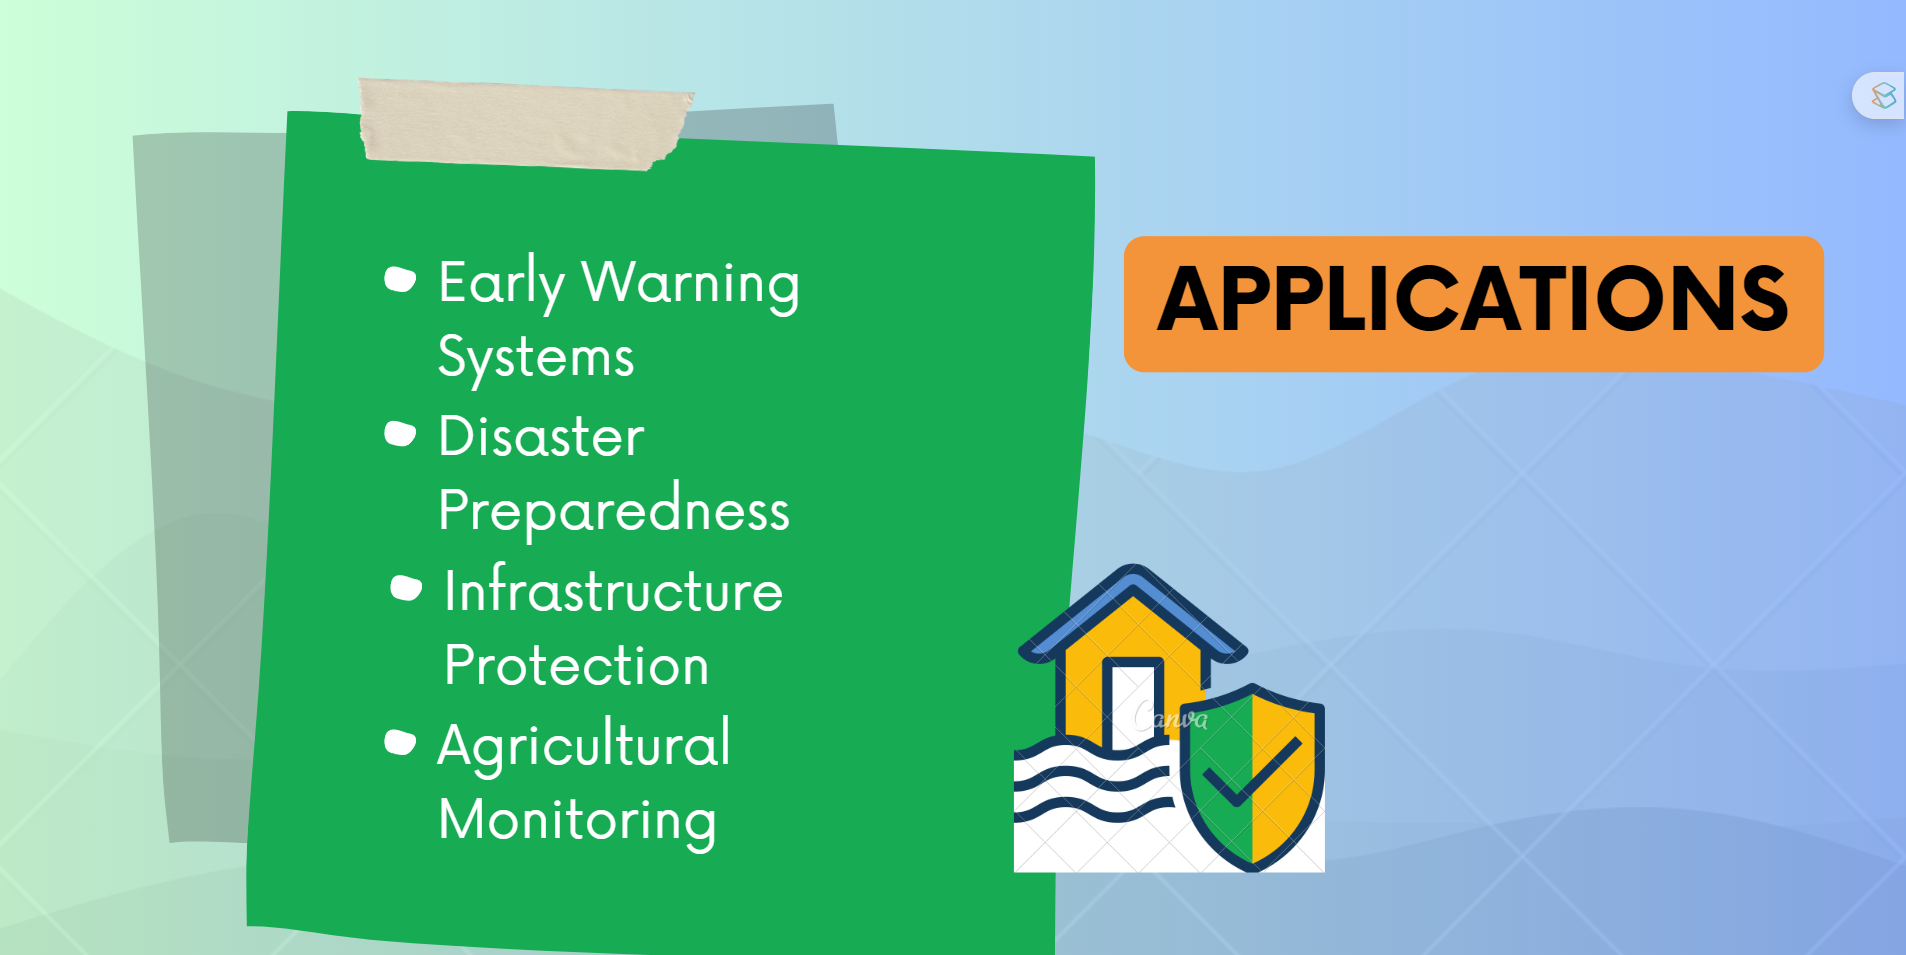 APPLICATIONS
Early Warning
Systems
Disaster
Preparedness
Infrastructure
Protection
Agricultural
Monitoring
Canva